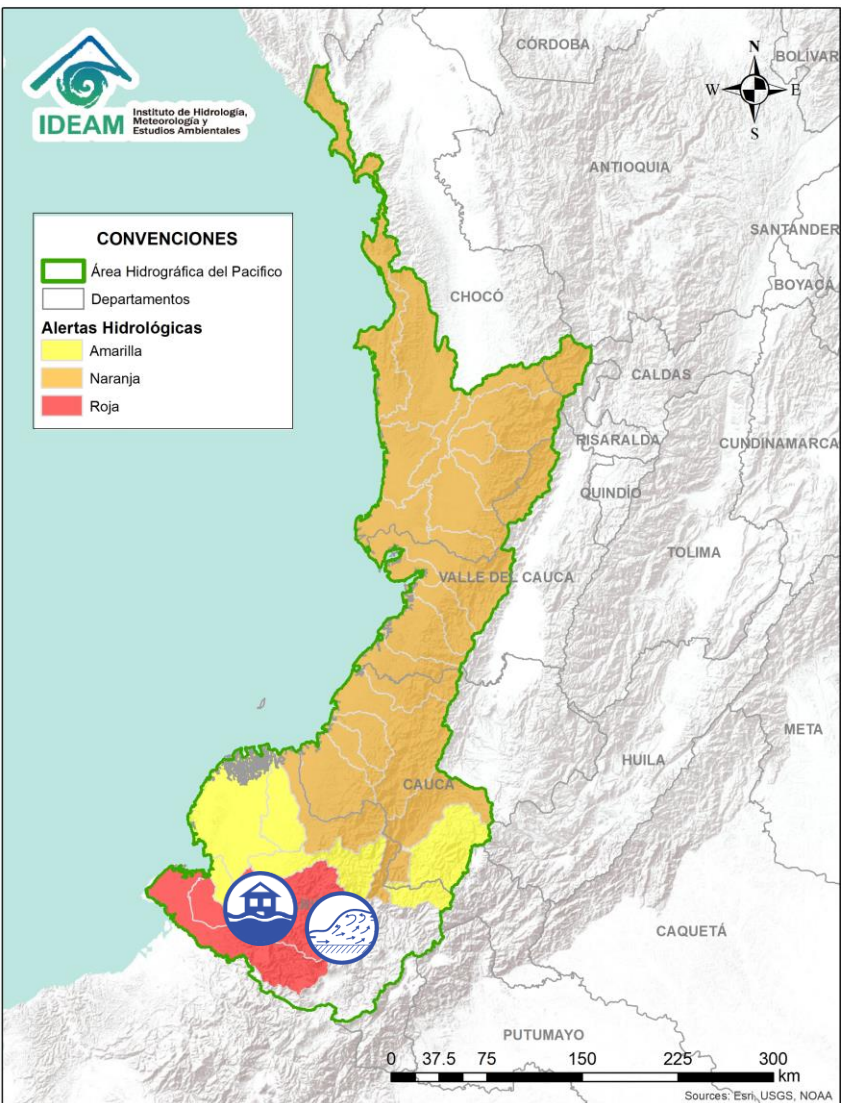 IDEAM
Instituto de Hidrología,
Meteorología y
Estudios Ambientales
N
W
E
S
CÓRDOBA
BOLÍVAR
ANTIOQUIA
SANTANDER
BOYACÁ
CHOCÓ
CONVENCIONES
Área Hidrográfica del Pacifico
Departamentos
Alertas Hidrológicas
Amarilla
Naranja
Roja
CALDAS
RISARALDA
CUNDINAMARCA
QUINDÍO
TOLIMA
VALLE DEL CAUCA
META
HUILA
CAUCA
CAQUETÁ
PUTUMAYO
0 37.5 75 150 225 300
km
Sources: Esri, USGS, NOAA